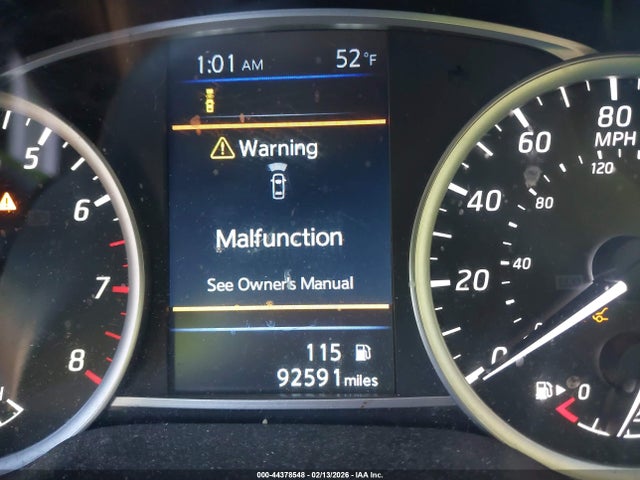 1:01 AM 52°F
Warning
Malfunction
See Owner's Manual
115
92591 miles
5
6
7
8
0
20
40
60
80
MPH
40
80
120
0
000-44378548 - 02/13/2026 - IAA Inc.